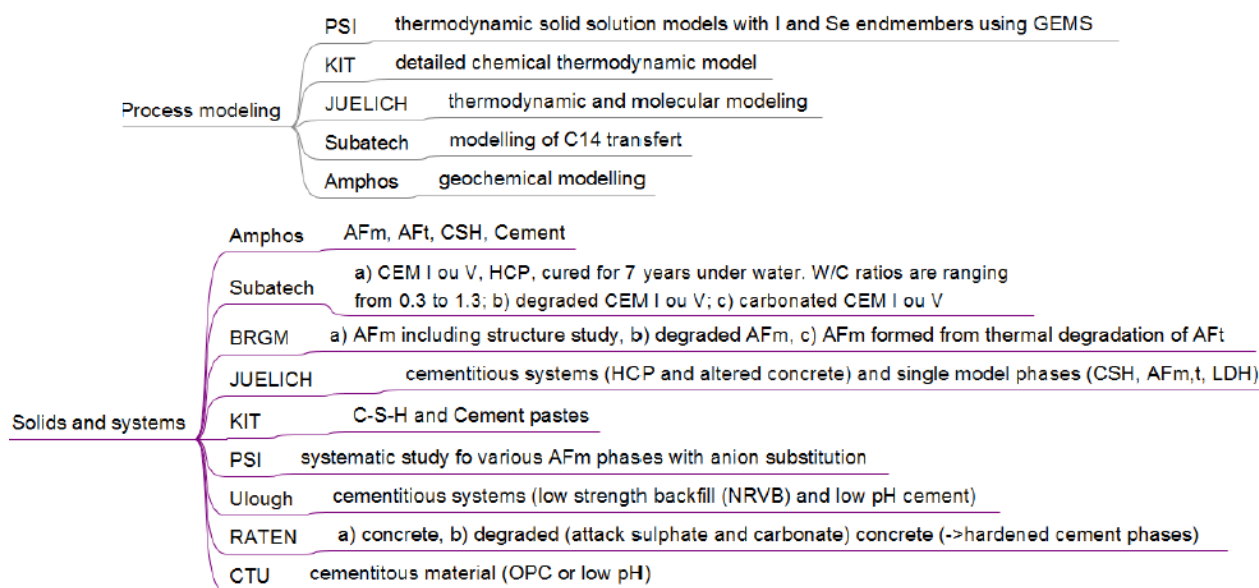 PSI thermodynamic solid solution models with I and Se endmembers using GEMS
KIT detailed chemical thermodynamic model
Process modeling JUELICH thermodynamic and molecular modeling
Subatech modelling of C14 transfert
Amphos geochemical modelling
Amphos AFm, AFt, CSH, Cement
Subatech a) CEM I ou V, HCP, cured for 7 years under water. W/C ratios are ranging
from 0.3 to 1.3; b) degraded CEM I ou V; c) carbonated CEM I ou V
BRGM a) AFm including structure study, b) degraded AFm, c) AFm formed from thermal degradation of AFt
JUELICH cementitious systems (HCP and altered concrete) and single model phases (CSH, AFm,t, LDH)
Solids and systems KIT C-S-H and Cement pastes
PSI systematic study fo various AFm phases with anion substitution
Ulough cementitious systems (low strength backfill (NRVB) and low pH cement)
RATEN a) concrete, b) degraded (attack sulphate and carbonate) concrete (->hardened cement phases)
CTU cementitous material (OPC or low pH)